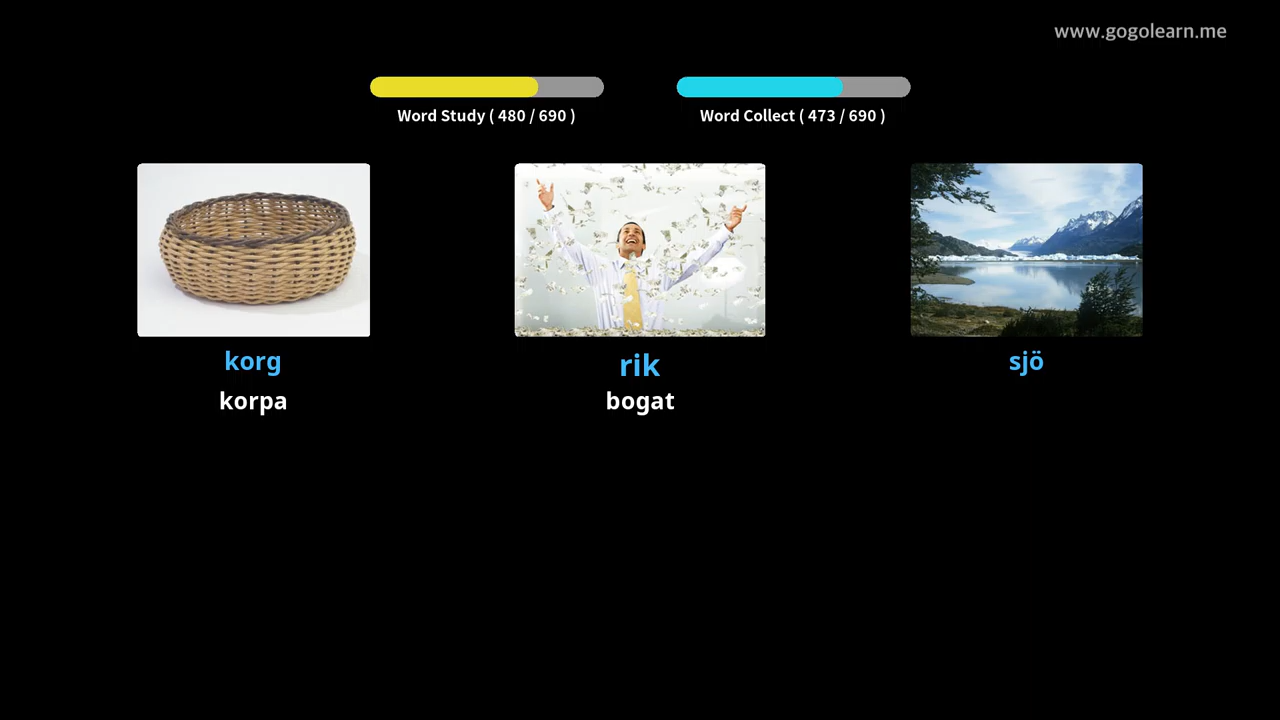 www.gogolearn.me
Word Study ( 480 / 690 )
Word Collect ( 473 / 690 )
korg
rik
sjö
korpa
bogat